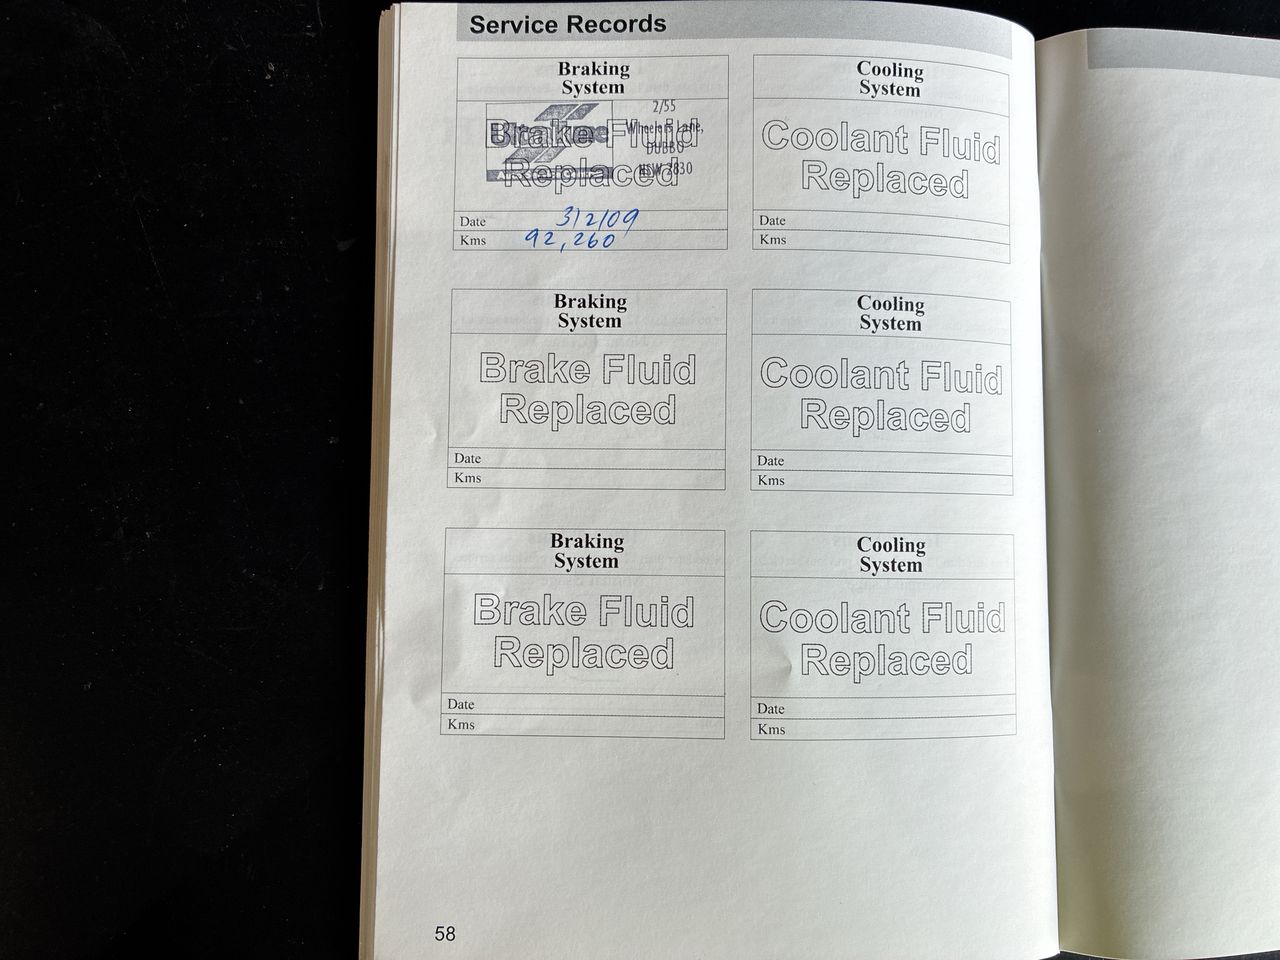 Service Records
Braking
System
2/55
Wheelers Lane,
DUBBO
NSW 2830
Brake Fluid
Replaced
Date 3/2/09
Kms 92,260
Cooling
System
Coolant Fluid
Replaced
Date
Kms
Braking
System
Brake Fluid
Replaced
Date
Kms
Cooling
System
Coolant Fluid
Replaced
Date
Kms
Braking
System
Brake Fluid
Replaced
Date
Kms
Cooling
System
Coolant Fluid
Replaced
Date
Kms
58